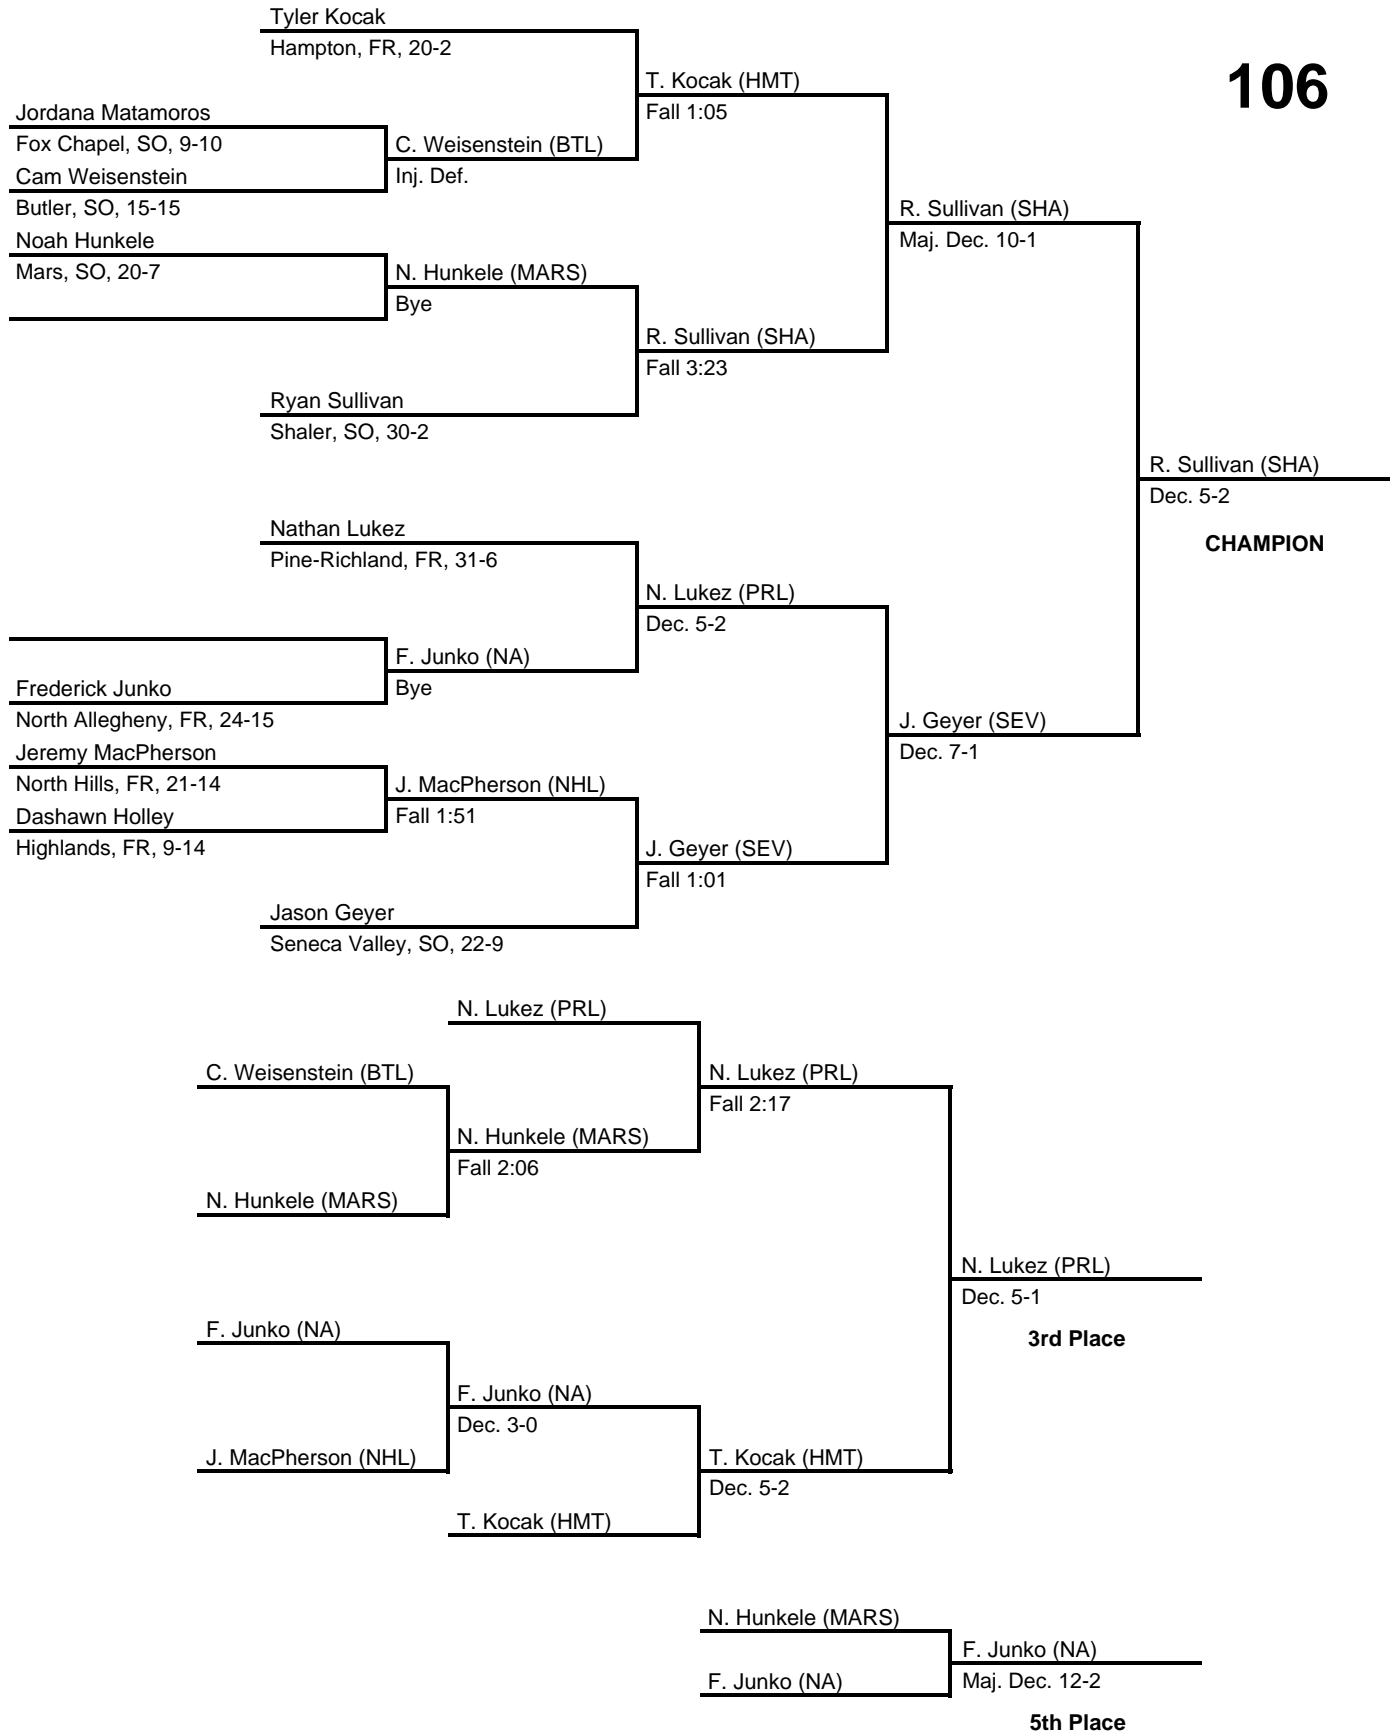 Tyler Kocak
Hampton, FR, 20-2
106
T. Kocak (HMT)
Fall 1:05
Jordana Matamoros
Fox Chapel, SO, 9-10
C. Weisenstein (BTL)
Inj. Def.
Cam Weisenstein
Butler, SO, 15-15
R. Sullivan (SHA)
Maj. Dec. 10-1
Noah Hunkele
Mars, SO, 20-7
N. Hunkele (MARS)
Bye
R. Sullivan (SHA)
Fall 3:23
Ryan Sullivan
Shaler, SO, 30-2
R. Sullivan (SHA)
Dec. 5-2
CHAMPION
Nathan Lukez
Pine-Richland, FR, 31-6
N. Lukez (PRL)
Dec. 5-2
F. Junko (NA)
Bye
Frederick Junko
North Allegheny, FR, 24-15
J. Geyer (SEV)
Dec. 7-1
Jeremy MacPherson
North Hills, FR, 21-14
J. MacPherson (NHL)
Fall 1:51
Dashawn Holley
Highlands, FR, 9-14
J. Geyer (SEV)
Fall 1:01
Jason Geyer
Seneca Valley, SO, 22-9
N. Lukez (PRL)
C. Weisenstein (BTL)
N. Lukez (PRL)
Fall 2:17
N. Hunkele (MARS)
Fall 2:06
N. Hunkele (MARS)
N. Lukez (PRL)
Dec. 5-1
3rd Place
F. Junko (NA)
F. Junko (NA)
Dec. 3-0
J. MacPherson (NHL)
T. Kocak (HMT)
Dec. 5-2
T. Kocak (HMT)
N. Hunkele (MARS)
F. Junko (NA)
Maj. Dec. 12-2
F. Junko (NA)
5th Place